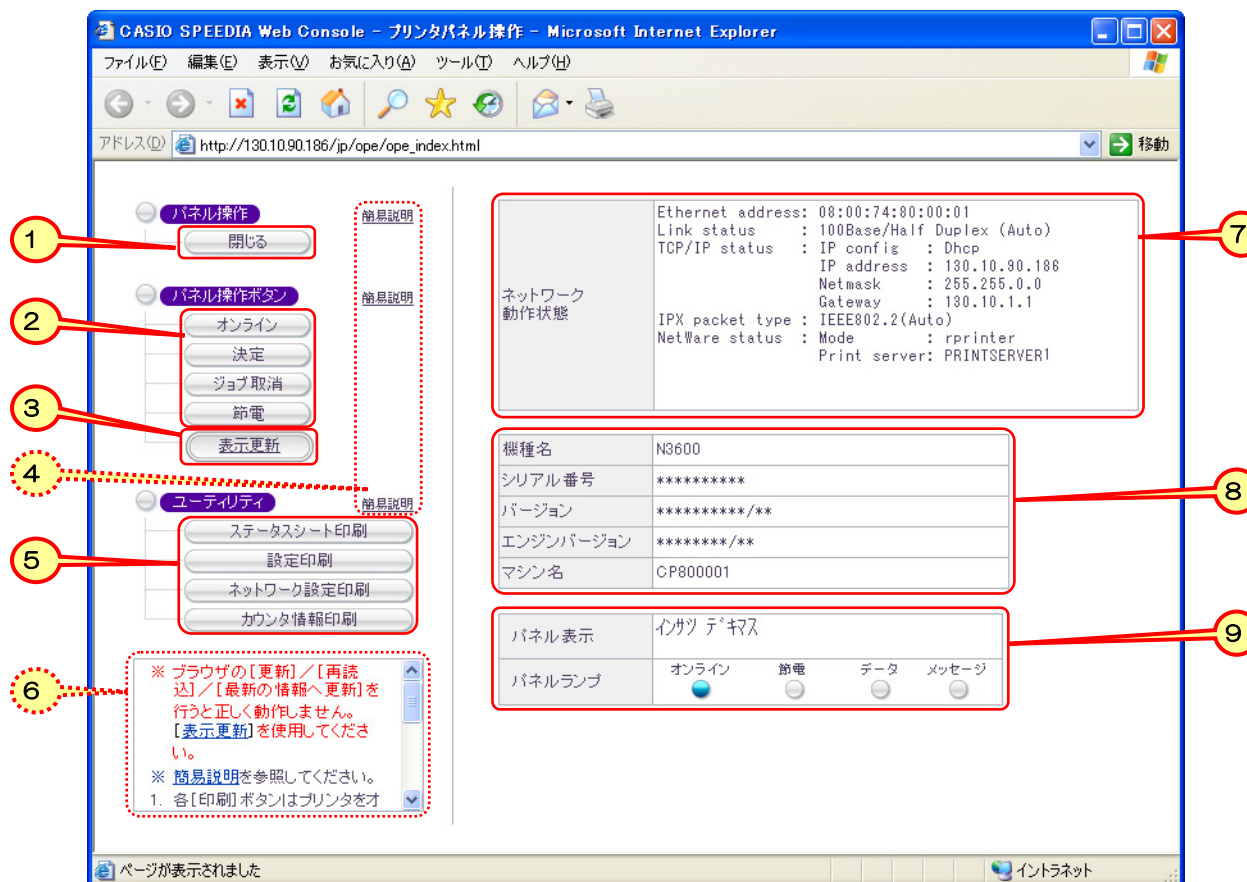 CASIO SPEEDIA Web Console - プリンタパネル操作 - Microsoft Internet Explorer
ファイル(F) 編集(E) 表示(V) お気に入り(A) ツール(T) ヘルプ(H)
アドレス(D) http://130.10.90.186/jp/ope/ope_index.html 移動
パネル操作 簡易説明
1 閉じる
パネル操作ボタン 簡易説明
2 オンライン
決定
ジョブ取消
節電
3 表示更新
4
ユーティリティ 簡易説明
ステータスシート印刷
5 設定印刷
ネットワーク設定印刷
カウンタ情報印刷
6
※ ブラウザの[更新]/[再読
込]/[最新の情報へ更新]を
行うと正しく動作しません。
[表示更新]を使用してくださ
い。
※ 簡易説明を参照してください。
1. 各[印刷]ボタンはプリンタをオ
ネットワーク
動作状態
Ethernet address: 08:00:74:80:00:01
Link status : 100Base/Half Duplex (Auto)
TCP/IP status : IP config : Dhcp
IP address : 130.10.90.186
Netmask : 255.255.0.0
Gateway : 130.10.1.1
IPX packet type : IEEE802.2(Auto)
NetWare status : Mode : rprinter
Print server: PRINTSERVER1
7
機種名 N3600
シリアル番号 **********
バージョン **********/**
エンジンバージョン ********/**
マシン名 CP800001
8
パネル表示 インサツ デキマス
パネルランプ オンライン 節電 データ メッセージ
9
ページが表示されました イントラネット